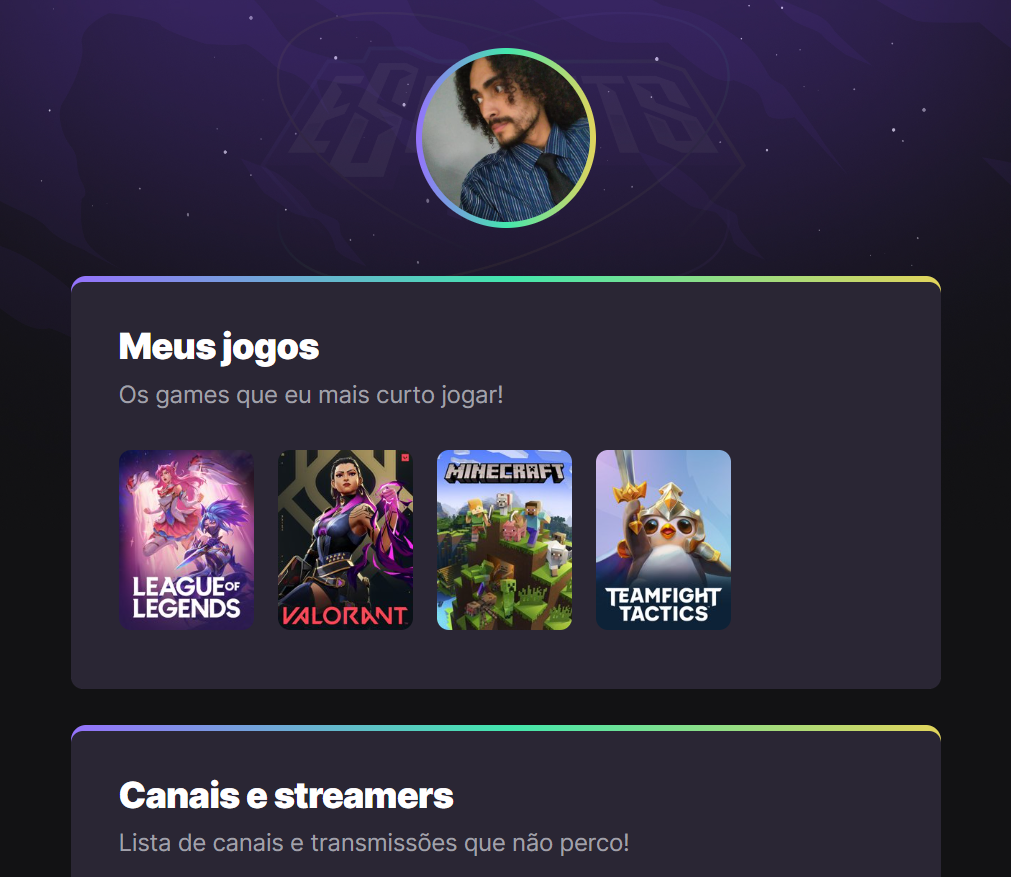 Meus jogos
Os games que eu mais curto jogar!
LEAGUE OF
LEGENDS
VALORANT
MINECRAFT
TEAMFIGHT
TACTICS
Canais e streamers
Lista de canais e transmissões que não perco!